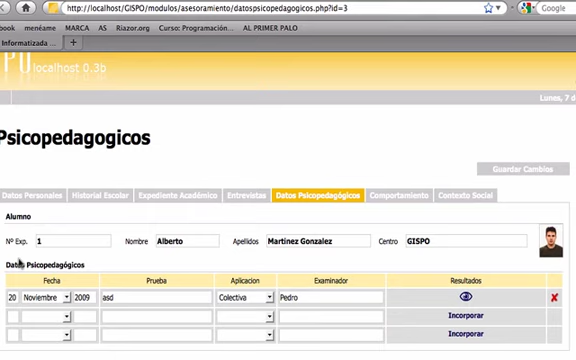 http://localhost/GISPO/modulos/asesoramiento/datospsicopedagogicos.php?id=3
Google
book menéame MARCA AS Riazor.org Curso: Programación... AL PRIMER PALO
Informatizada ...
PO localhost 0.3b
Lunes, 7 d
Psicopedagogicos
Guardar Cambios
Datos Personales Historial Escolar Expediente Académico Entrevistas Datos Psicopedagógicos Comportamiento Contexto Social
Alumno
Nº Exp. 1 Nombre Alberto Apellidos Martinez Gonzalez Centro GISPO
Datos Psicopedagógicos
Fecha Prueba Aplicacion Examinador Resultados
20 Noviembre 2009 asd Colectiva Pedro
Incorporar
Incorporar